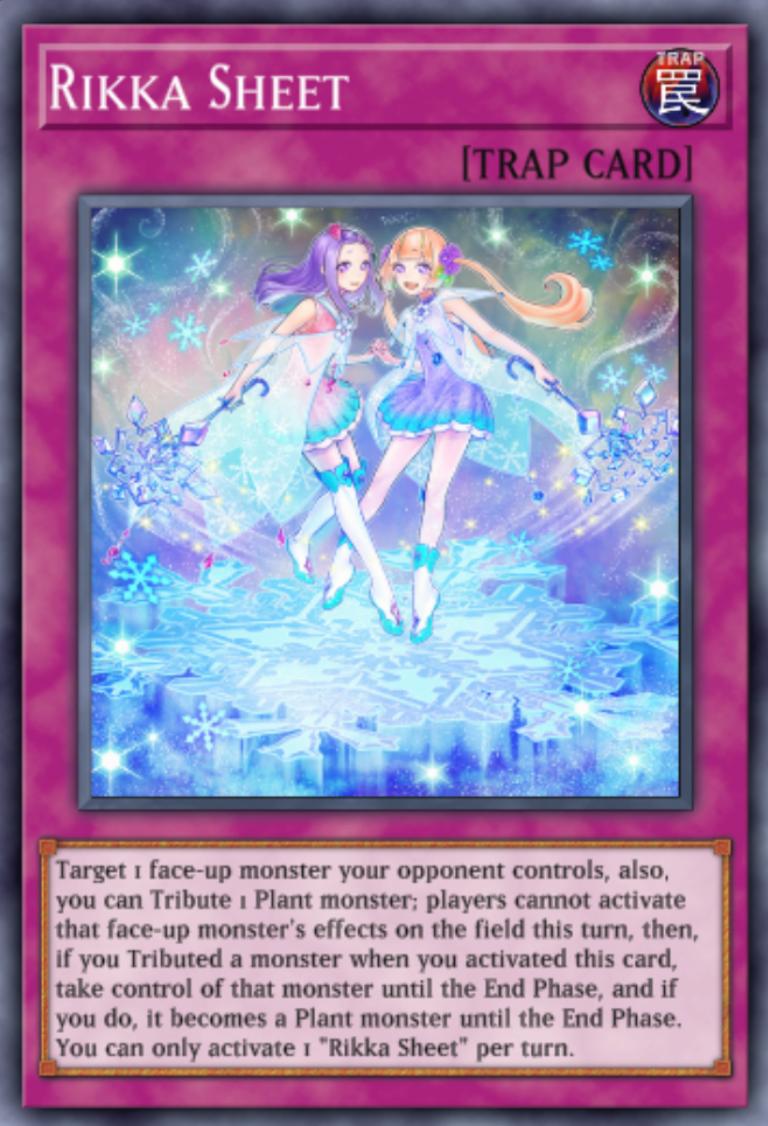 RIKKA SHEET
TRAP
罠
[TRAP CARD]
Target 1 face-up monster your opponent controls, also,
you can Tribute 1 Plant monster; players cannot activate
that face-up monster's effects on the field this turn, then,
if you Tributed a monster when you activated this card,
take control of that monster until the End Phase, and if
you do, it becomes a Plant monster until the End Phase.
You can only activate 1 "Rikka Sheet" per turn.